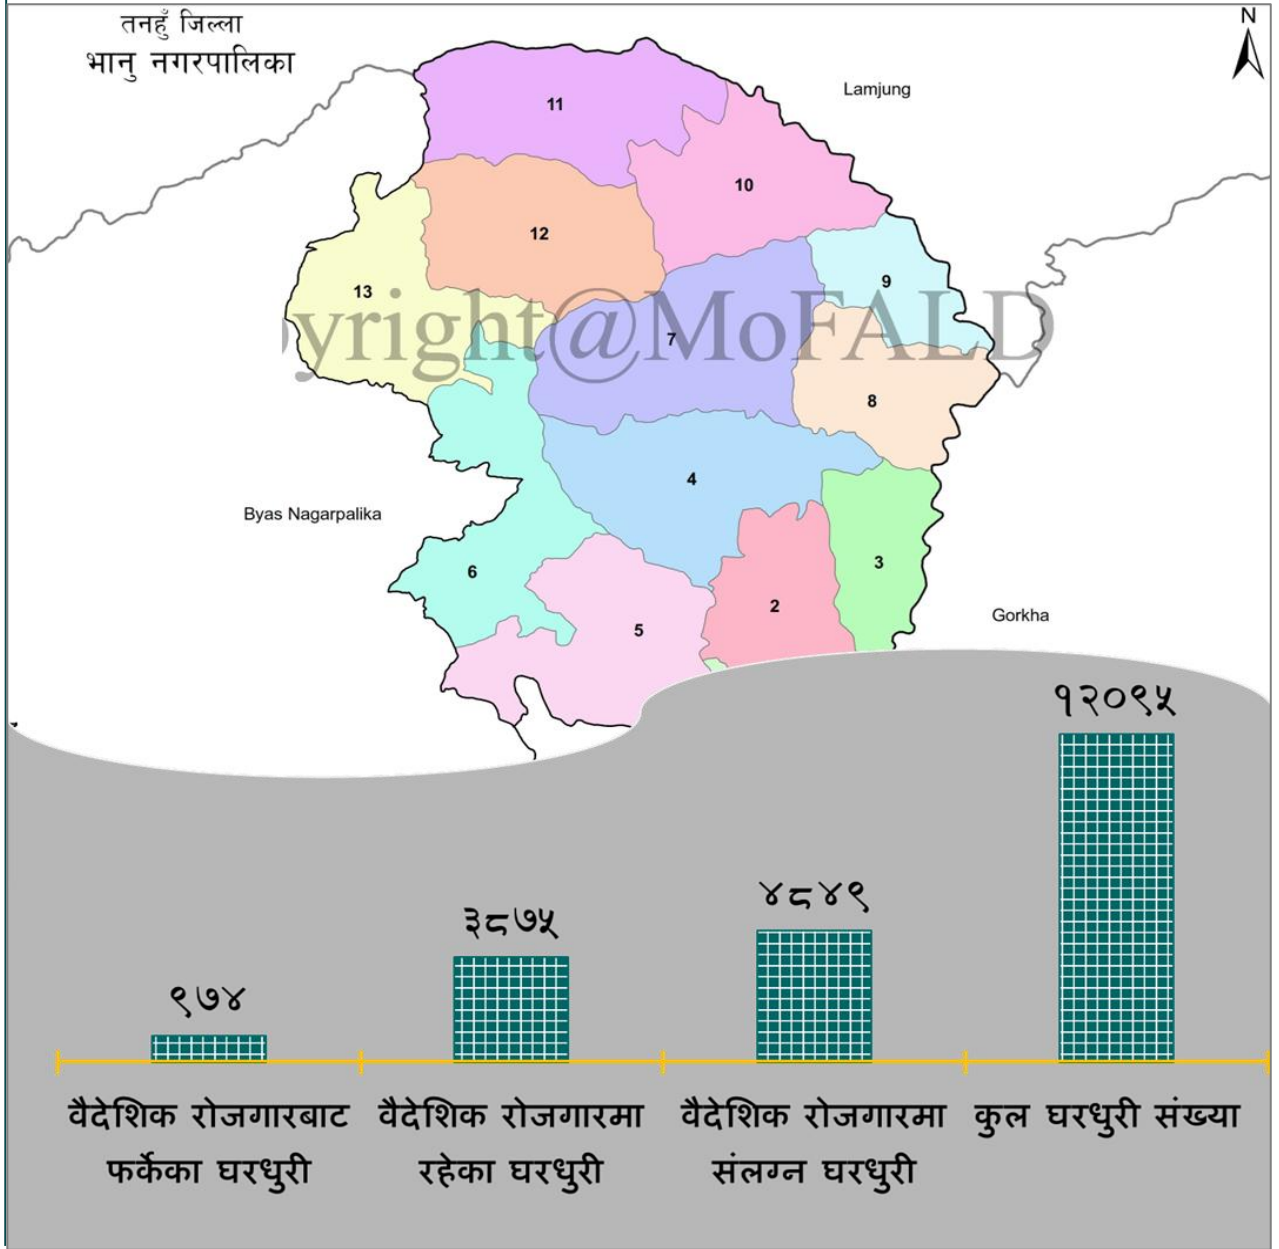 तनहुँ जिल्ला
भानु नगरपालिका
N
Lamjung
11
10
12
9
13
yright@MoFALD
7
8
4
Byas Nagarpalika
3
6
2
Gorkha
5
१२०९५
४८४९
३८७५
९७४
वैदेशिक रोजगारबाट
फर्केका घरधुरी
वैदेशिक रोजगारमा
रहेका घरधुरी
वैदेशिक रोजगारमा
संलग्न घरधुरी
कुल घरधुरी संख्या